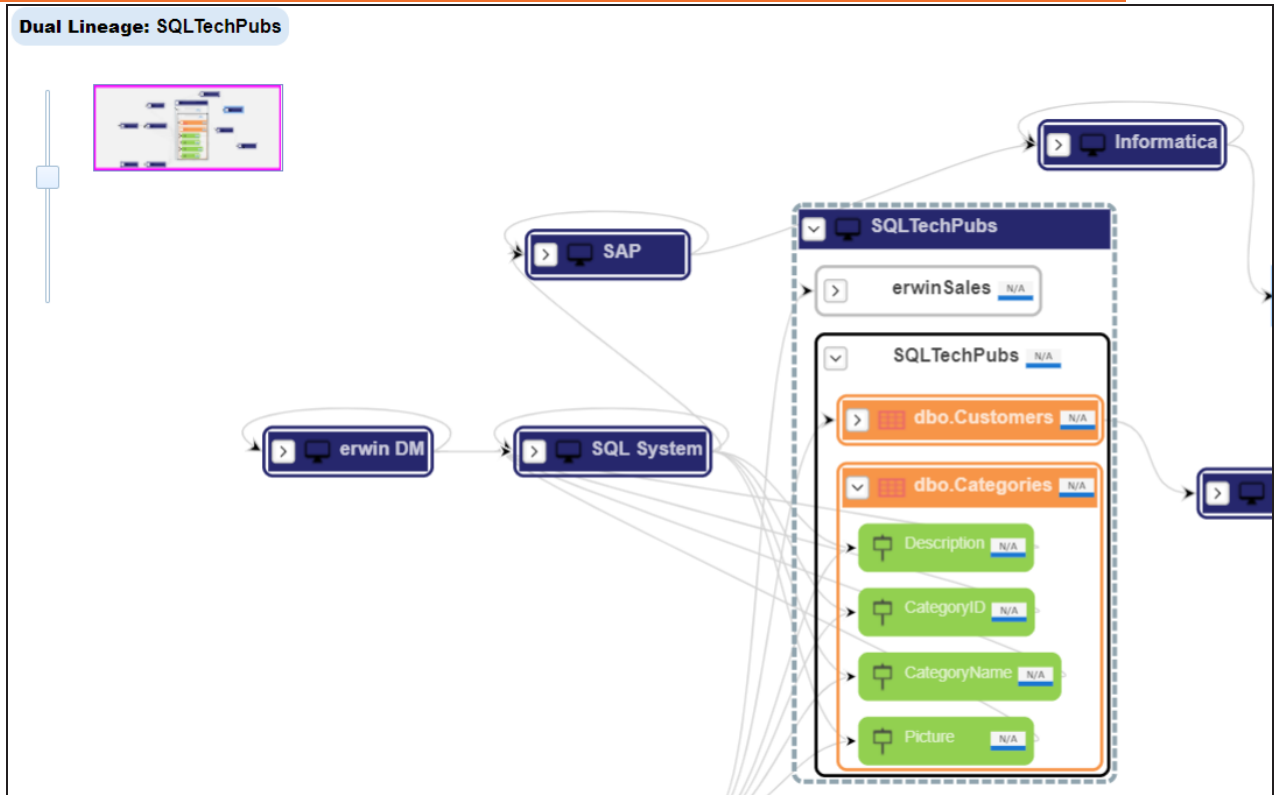 Dual Lineage: SQLTechPubs
Informatica
SQLTechPubs
SAP
erwinSales N/A
SQLTechPubs N/A
dbo.Customers N/A
erwin DM
SQL System
dbo.Categories N/A
Description N/A
CategoryID N/A
CategoryName N/A
Picture N/A